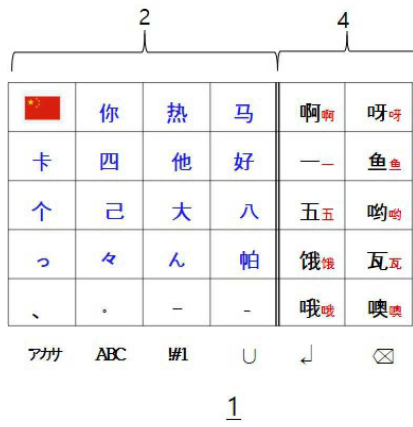 2 4
你 热 马 啊啊 呀呀
卡 四 他 好 一一 鱼鱼
个 己 大 八 五五 哟哟
っ 々 ん 帕 饿饿 瓦瓦
、 。 － - 哦哦 噢噢
アカサ ABC !#1
1